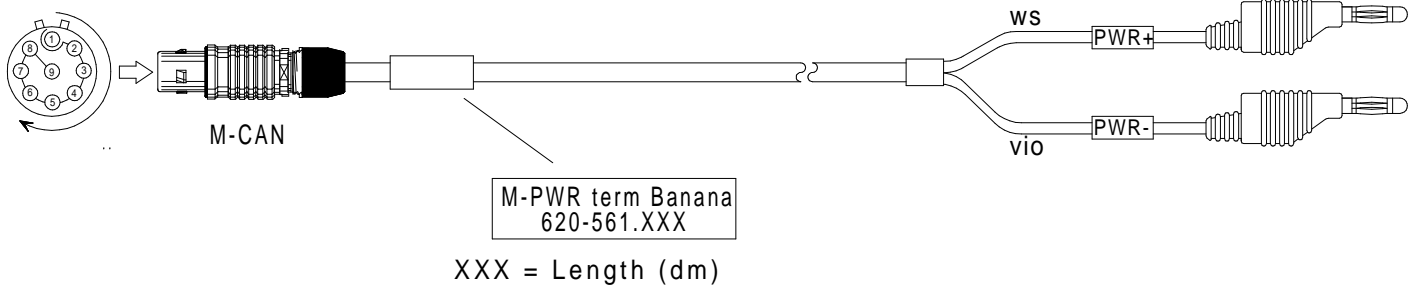 1
2
3
4
5
6
7
8
9
M-CAN
M-PWR term Banana
620-561.XXX
XXX = Length (dm)
ws
PWR+
PWR-
vio